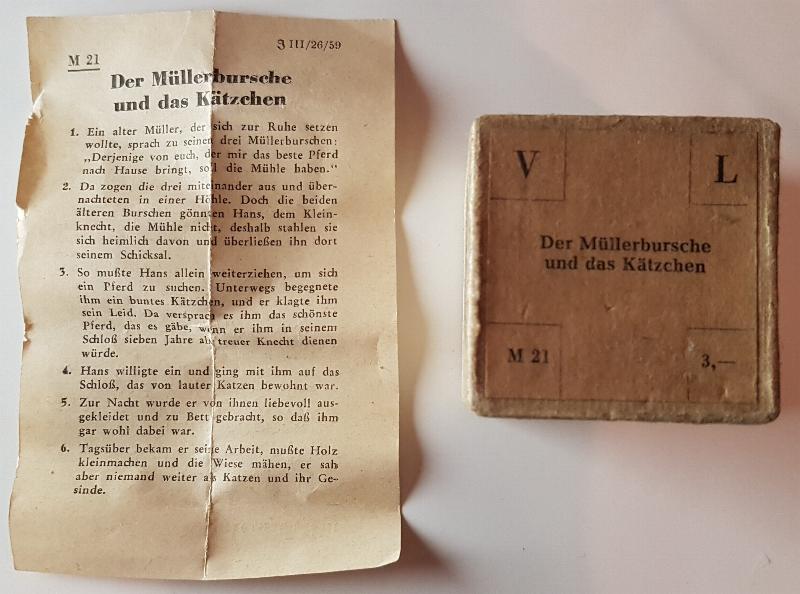 M 21
J III/26/59
Der Müllerbursche
und das Kätzchen
1. Ein alter Müller, der sich zur Ruhe setzen
wollte, sprach zu seinen drei Müllerburschen:
„Derjenige von euch, der mir das beste Pferd
nach Hause bringt, soll die Mühle haben.“
2. Da zogen die drei miteinander aus und über-
nachteten in einer Höhle. Doch die beiden
älteren Burschen gönnten Hans, dem Klein-
knecht, die Mühle nicht, deshalb stahlen sie
sich heimlich davon und überließen ihn dort
seinem Schicksal.
3. So mußte Hans allein weiterziehen, um sich
ein Pferd zu suchen. Unterwegs begegnete
ihm ein buntes Kätzchen, und er klagte ihm
sein Leid. Da versprach es ihm das schönste
Pferd, das es gäbe, wenn er ihm in seinem
Schloß sieben Jahre als treuer Knecht dienen
würde.
4. Hans willigte ein und ging mit ihm auf das
Schloß, das von lauter Katzen bewohnt war.
5. Zur Nacht wurde er von ihnen liebevoll aus-
gekleidet und zu Bett gebracht, so daß ihm
gar wohl dabei war.
6. Tagsüber bekam er seine Arbeit, mußte Holz
kleinmachen und die Wiese mähen, er sah
aber niemand weiter als Katzen und ihr Ge-
sinde.
V
L
Der Müllerbursche
und das Kätzchen
M 21
3,—